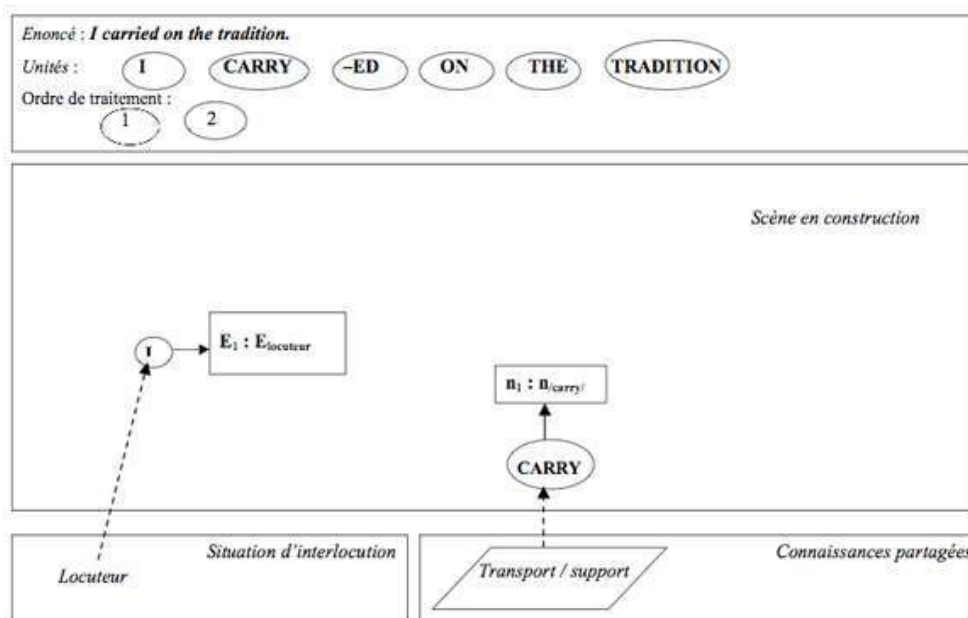 Enoncé : I carried on the tradition.
Unités : I CARRY –ED ON THE TRADITION
Ordre de traitement :
1 2
Scène en construction
I E1 : Elocuteur
n1 : n/carry/
CARRY
Situation d'interlocution
Connaissances partagées
Locuteur
Transport / support